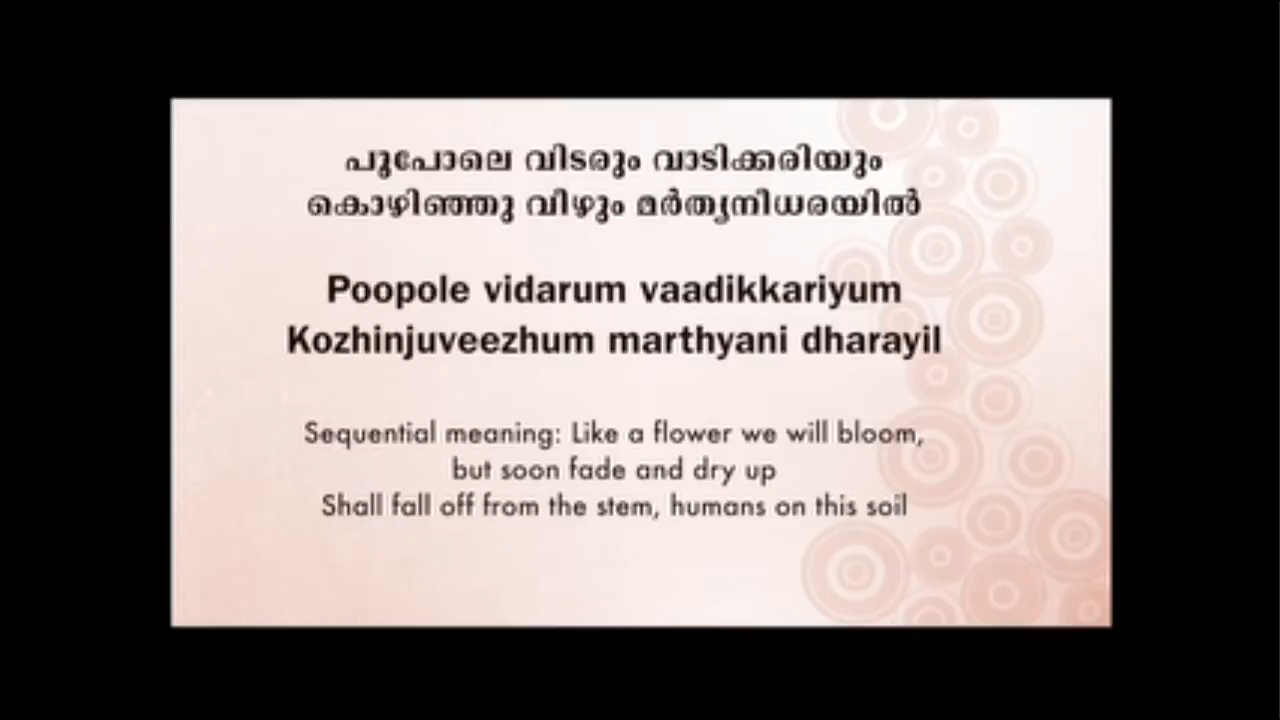 പൂപോലെ വിടരും വാടിക്കരിയും
കൊഴിഞ്ഞു വീഴും മർത്യനിധരയിൽ
Poopole vidarum vaadikkariyum
Kozhinjuveezhum marthyani dharayil
Sequential meaning: Like a flower we will bloom,
but soon fade and dry up
Shall fall off from the stem, humans on this soil